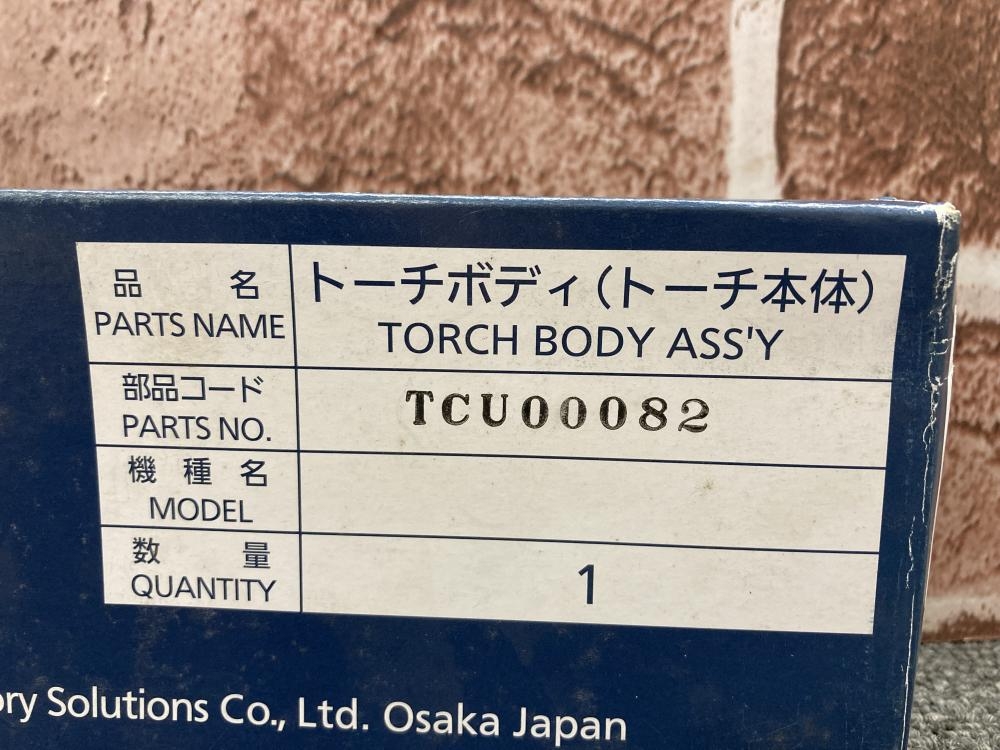 品 名
PARTS NAME
トーチボディ(トーチ本体)
TORCH BODY ASS'Y
部品コード
PARTS NO.
TCU00082
機 種 名
MODEL
数 量
QUANTITY
1
Solutions Co., Ltd. Osaka Japan